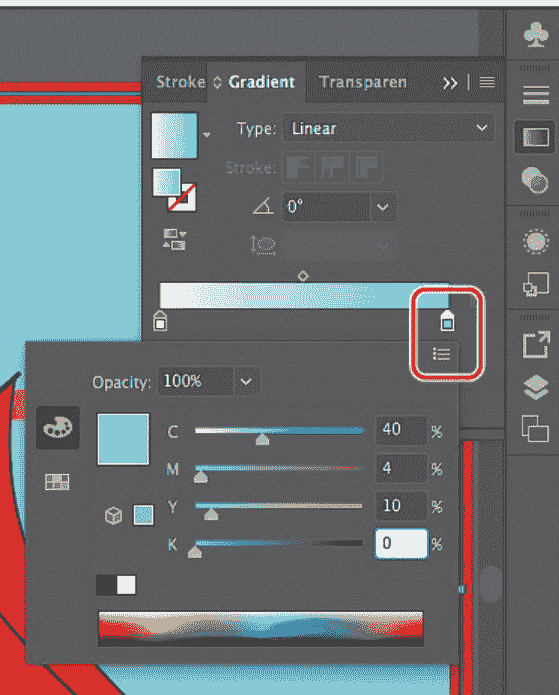 Stroke Gradient Transparen
Type: Linear
Stroke:
0°
Opacity: 100%
C 40 %
M 4 %
Y 10 %
K 0 %